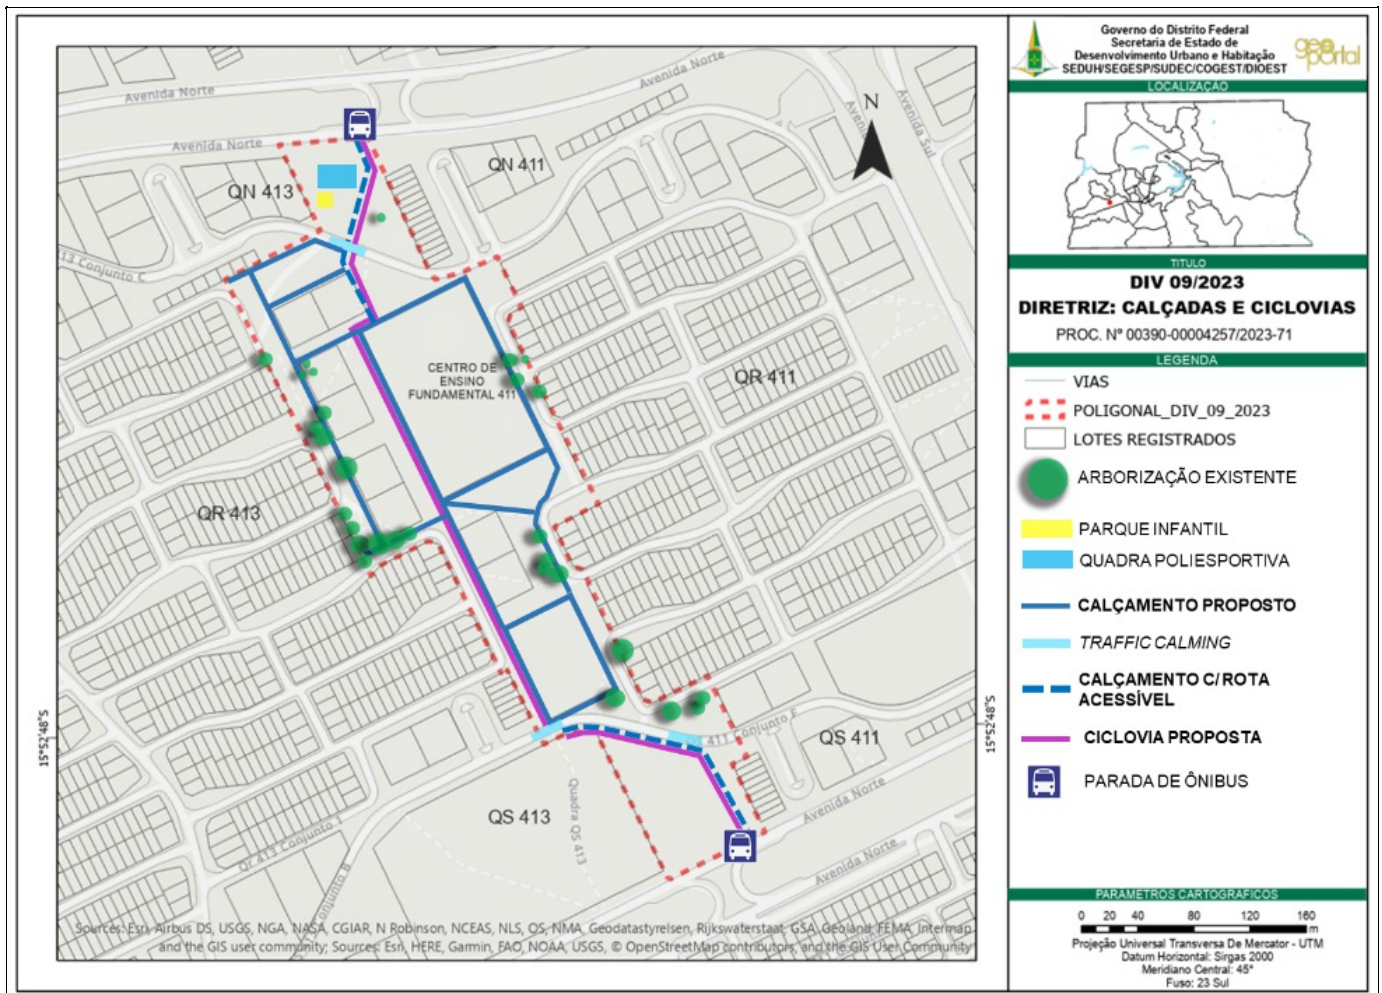 Avenida Norte
Avenida Norte
Avenida Norte
Avenida Sul
N
QN 411
QN 413
13 Conjunto C
CENTRO DE
ENSINO
FUNDAMENTAL 411
QR 411
QR 413
15°52'48"S
15°52'48"S
411 Conjunto F
QS 411
Avenida Norte
QS 413
Quadra QS 413
Avenida Norte
Conjunto B
Sources: Esri, Airbus DS, USGS, NGA, NASA, CGIAR, N Robinson, NCEAS, NLS, OS, NMA, Geodatastyrelsen, Rijkswaterstaat, GSA, Geoland, FEMA, Intermap
and the GIS user community; Sources: Esri, HERE, Garmin, FAO, NOAA, USGS, © OpenStreetMap contributors, and the GIS User Community
Governo do Distrito Federal
Secretaria de Estado de
Desenvolvimento Urbano e Habitação
SEDUH/SEGESP/SUDEC/COGEST/DIOEST
geoportal
LOCALIZAÇÃO
TITULO
DIV 09/2023
DIRETRIZ: CALÇADAS E CICLOVIAS
PROC. Nº 00390-00004257/2023-71
LEGENDA
VIAS
POLIGONAL_DIV_09_2023
LOTES REGISTRADOS
ARBORIZAÇÃO EXISTENTE
PARQUE INFANTIL
QUADRA POLIESPORTIVA
CALÇAMENTO PROPOSTO
TRAFFIC CALMING
CALÇAMENTO C/ ROTA
ACESSÍVEL
CICLOVIA PROPOSTA
PARADA DE ÔNIBUS
PARAMETROS CARTOGRAFICOS
0 20 40 80 120 160
m
Projeção Universal Transversa De Mercator - UTM
Datum Horizontal: Sirgas 2000
Meridiano Central: 45°
Fuso: 23 Sul